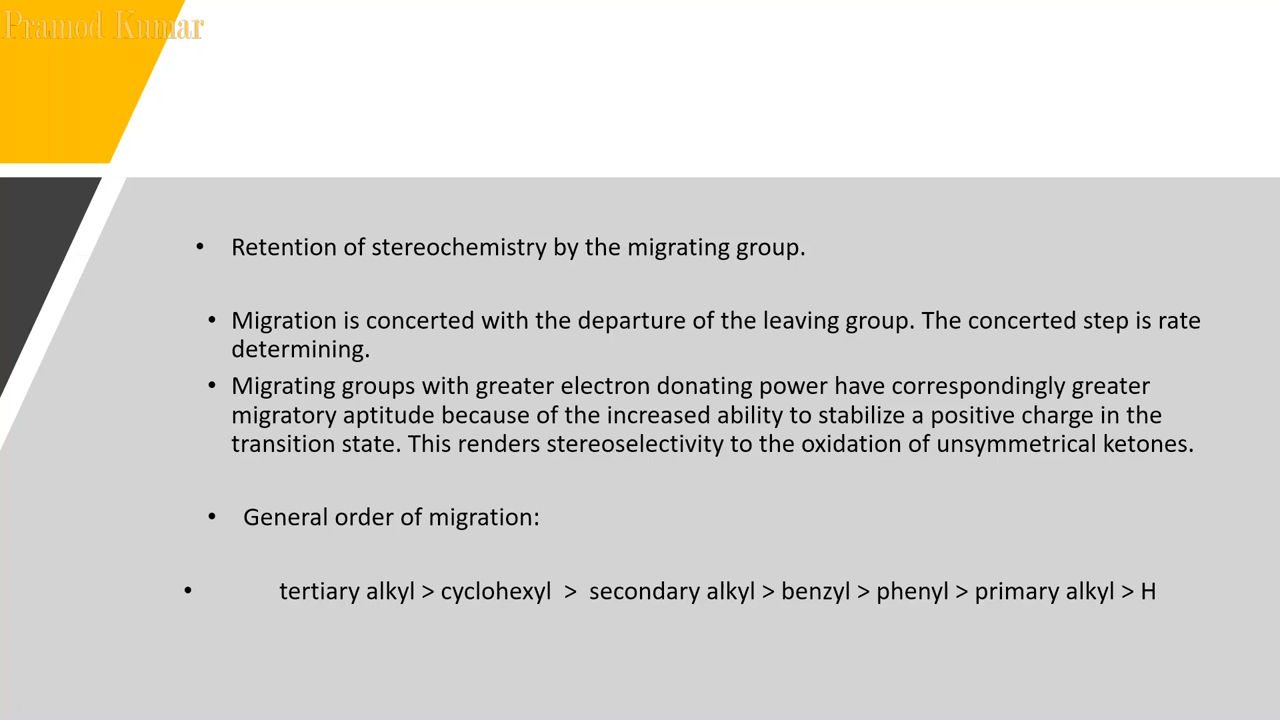 Pramod Kumar
• Retention of stereochemistry by the migrating group.
• Migration is concerted with the departure of the leaving group. The concerted step is rate
determining.
• Migrating groups with greater electron donating power have correspondingly greater
migratory aptitude because of the increased ability to stabilize a positive charge in the
transition state. This renders stereoselectivity to the oxidation of unsymmetrical ketones.
• General order of migration:
• tertiary alkyl > cyclohexyl > secondary alkyl > benzyl > phenyl > primary alkyl > H